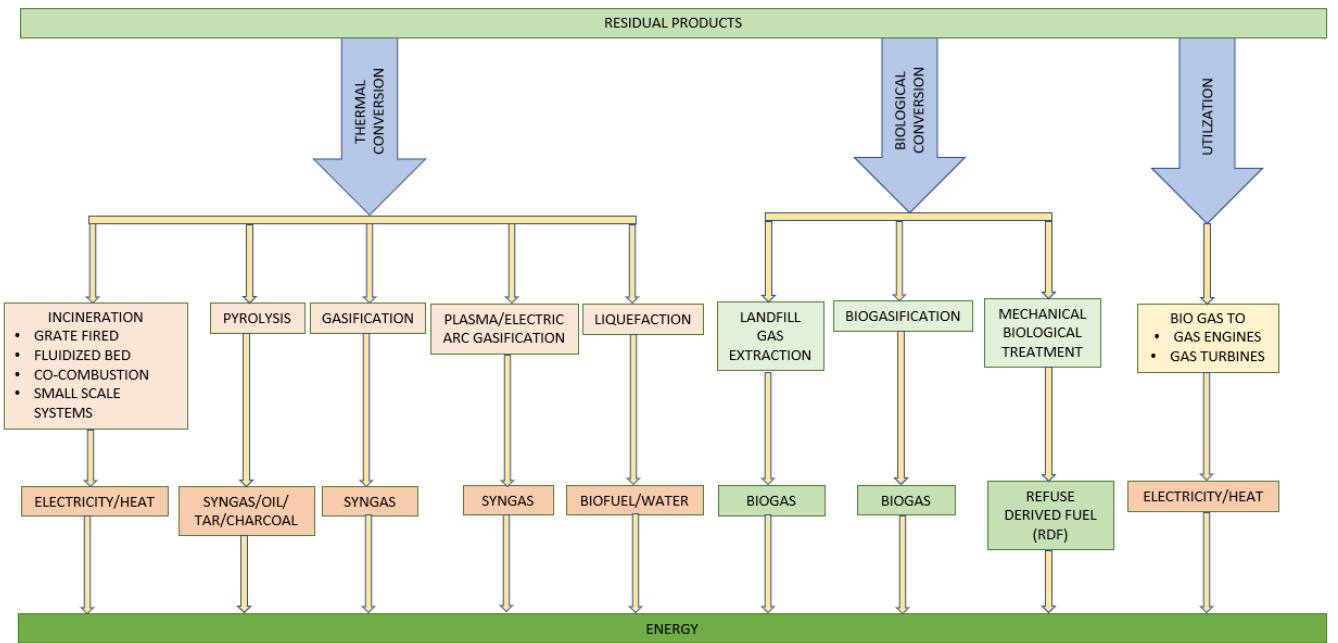 RESIDUAL PRODUCTS
THERMAL
CONVERSION
BIOLOGICAL
CONVERSION
UTILZATION
INCINERATION
• GRATE FIRED
• FLUIDIZED BED
• CO-COMBUSTION
• SMALL SCALE
SYSTEMS
PYROLYSIS
GASIFICATION
PLASMA/ELECTRIC
ARC GASIFICATION
LIQUEFACTION
LANDFILL
GAS
EXTRACTION
BIOGASIFICATION
MECHANICAL
BIOLOGICAL
TREATMENT
BIO GAS TO
• GAS ENGINES
• GAS TURBINES
ELECTRICITY/HEAT
SYNGAS/OIL/
TAR/CHARCOAL
SYNGAS
SYNGAS
BIOFUEL/WATER
BIOGAS
BIOGAS
REFUSE
DERIVED FUEL
(RDF)
ELECTRICITY/HEAT
ENERGY